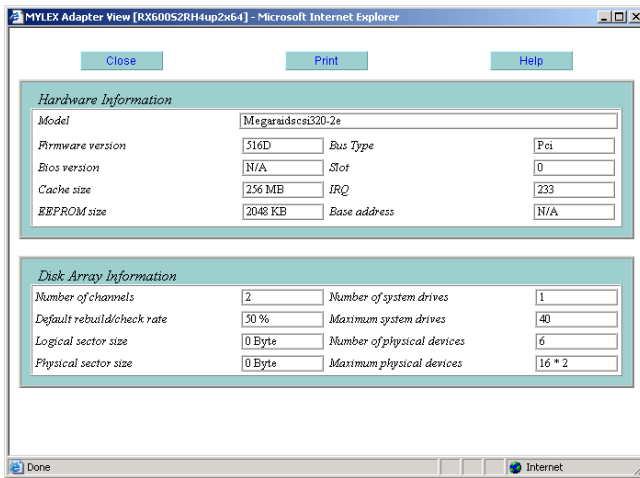 MYLEX Adapter View [RX600S2RH4up2x64] - Microsoft Internet Explorer
Close Print Help
Hardware Information
Model Megaraidscsi320-2e
Firmware version 516D Bus Type Pci
Bios version N/A Slot 0
Cache size 256 MB IRQ 233
EEPROM size 2048 KB Base address N/A
Disk Array Information
Number of channels 2 Number of system drives 1
Default rebuild/check rate 50 % Maximum system drives 40
Logical sector size 0 Byte Number of physical devices 6
Physical sector size 0 Byte Maximum physical devices 16 * 2
Done Internet